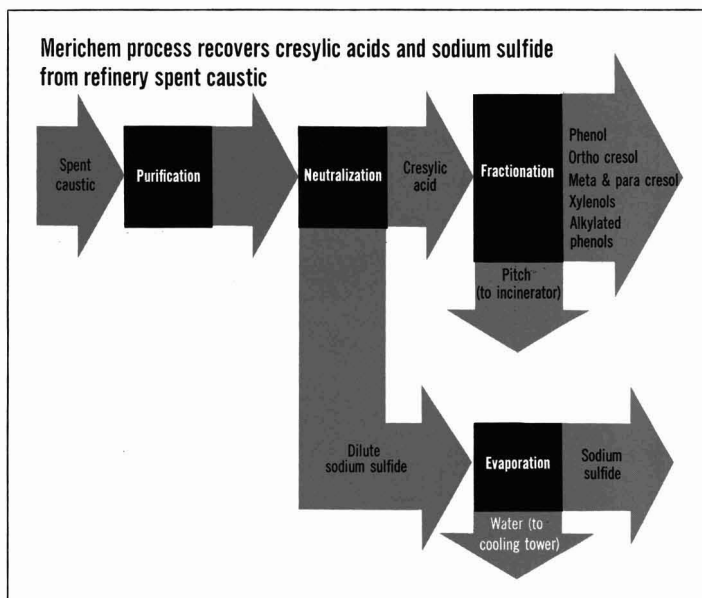 Merichem process recovers cresylic acids and sodium sulfide
from refinery spent caustic
Spent
caustic
Purification
Neutralization
Cresylic
acid
Fractionation
Phenol
Ortho cresol
Meta & para cresol
Xylenols
Alkylated
phenols
Pitch
(to incinerator)
Dilute
sodium sulfide
Evaporation
Sodium
sulfide
Water (to
cooling tower)